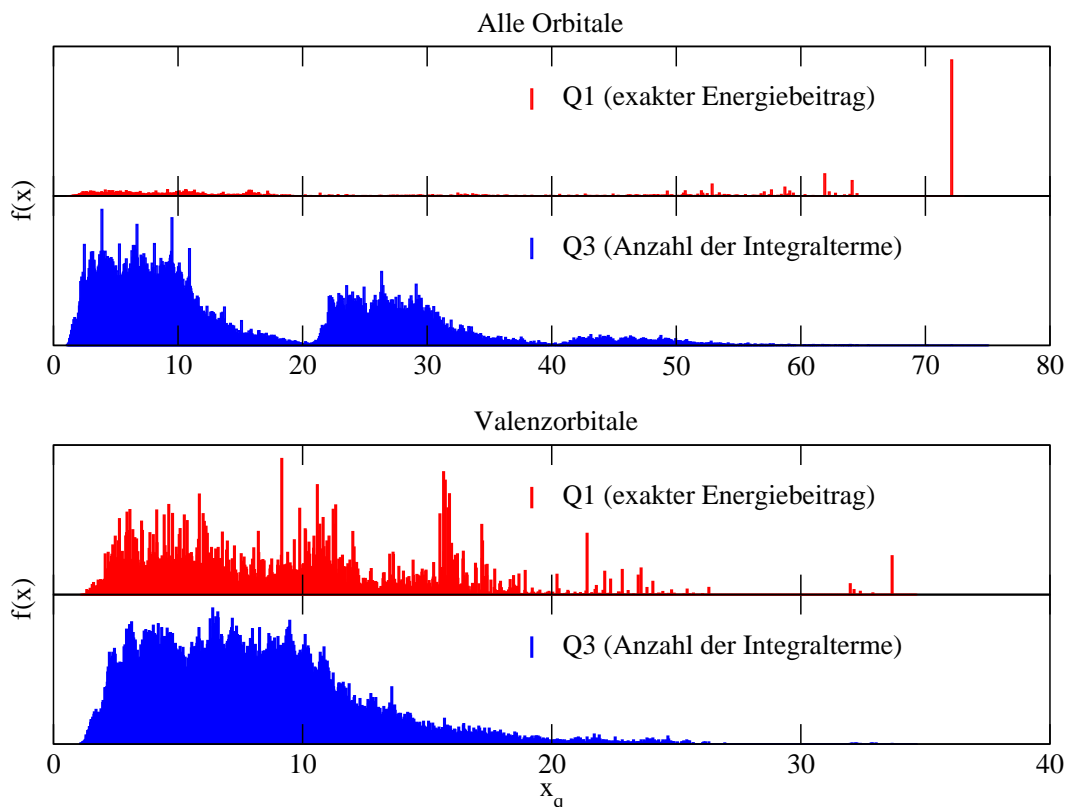 Alle Orbitale
Q1 (exakter Energiebeitrag)
f(x)
Q3 (Anzahl der Integralterme)
0 10 20 30 40 50 60 70 80
Valenzorbitale
Q1 (exakter Energiebeitrag)
f(x)
Q3 (Anzahl der Integralterme)
0 10 20 30 40
x_q